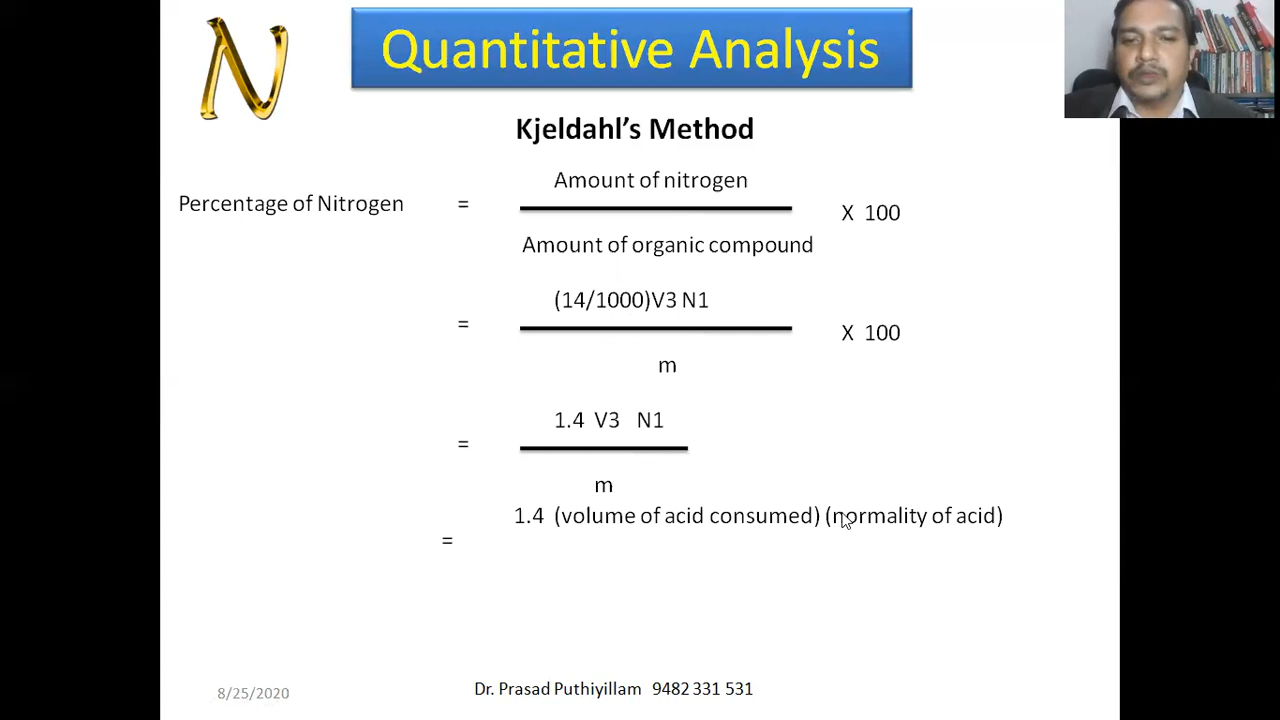 N
Quantitative Analysis
Kjeldahl's Method
Amount of nitrogen
Percentage of Nitrogen = X 100
Amount of organic compound
(14/1000)V3 N1
= X 100
m
1.4 V3 N1
=
m
1.4 (volume of acid consumed) (normality of acid)
=
8/25/2020 Dr. Prasad Puthiyillam 9482 331 531